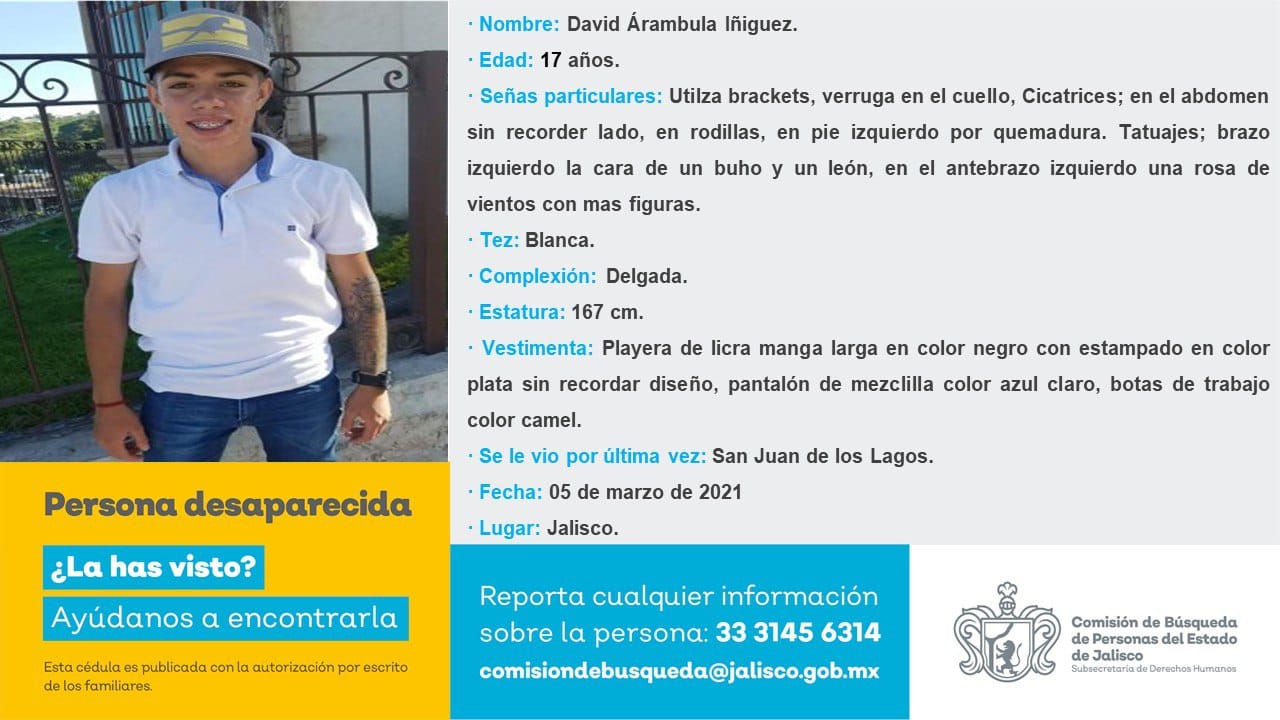 · Nombre: David Árambula Iñiguez.
· Edad: 17 años.
· Señas particulares: Utilza brackets, verruga en el cuello, Cicatrices; en el abdomen
sin recorder lado, en rodillas, en pie izquierdo por quemadura. Tatuajes; brazo
izquierdo la cara de un buho y un león, en el antebrazo izquierdo una rosa de
vientos con mas figuras.
· Tez: Blanca.
· Complexión: Delgada.
· Estatura: 167 cm.
· Vestimenta: Playera de licra manga larga en color negro con estampado en color
plata sin recordar diseño, pantalón de mezclilla color azul claro, botas de trabajo
color camel.
· Se le vio por última vez: San Juan de los Lagos.
· Fecha: 05 de marzo de 2021
· Lugar: Jalisco.
Persona desaparecida
¿La has visto?
Ayúdanos a encontrarla
Esta cédula es publicada con la autorización por escrito
de los familiares.
Reporta cualquier información
sobre la persona: 33 3145 6314
comisiondebusqueda@jalisco.gob.mx
Comisión de Búsqueda
de Personas del Estado
de Jalisco
Subsecretaría de Derechos Humanos